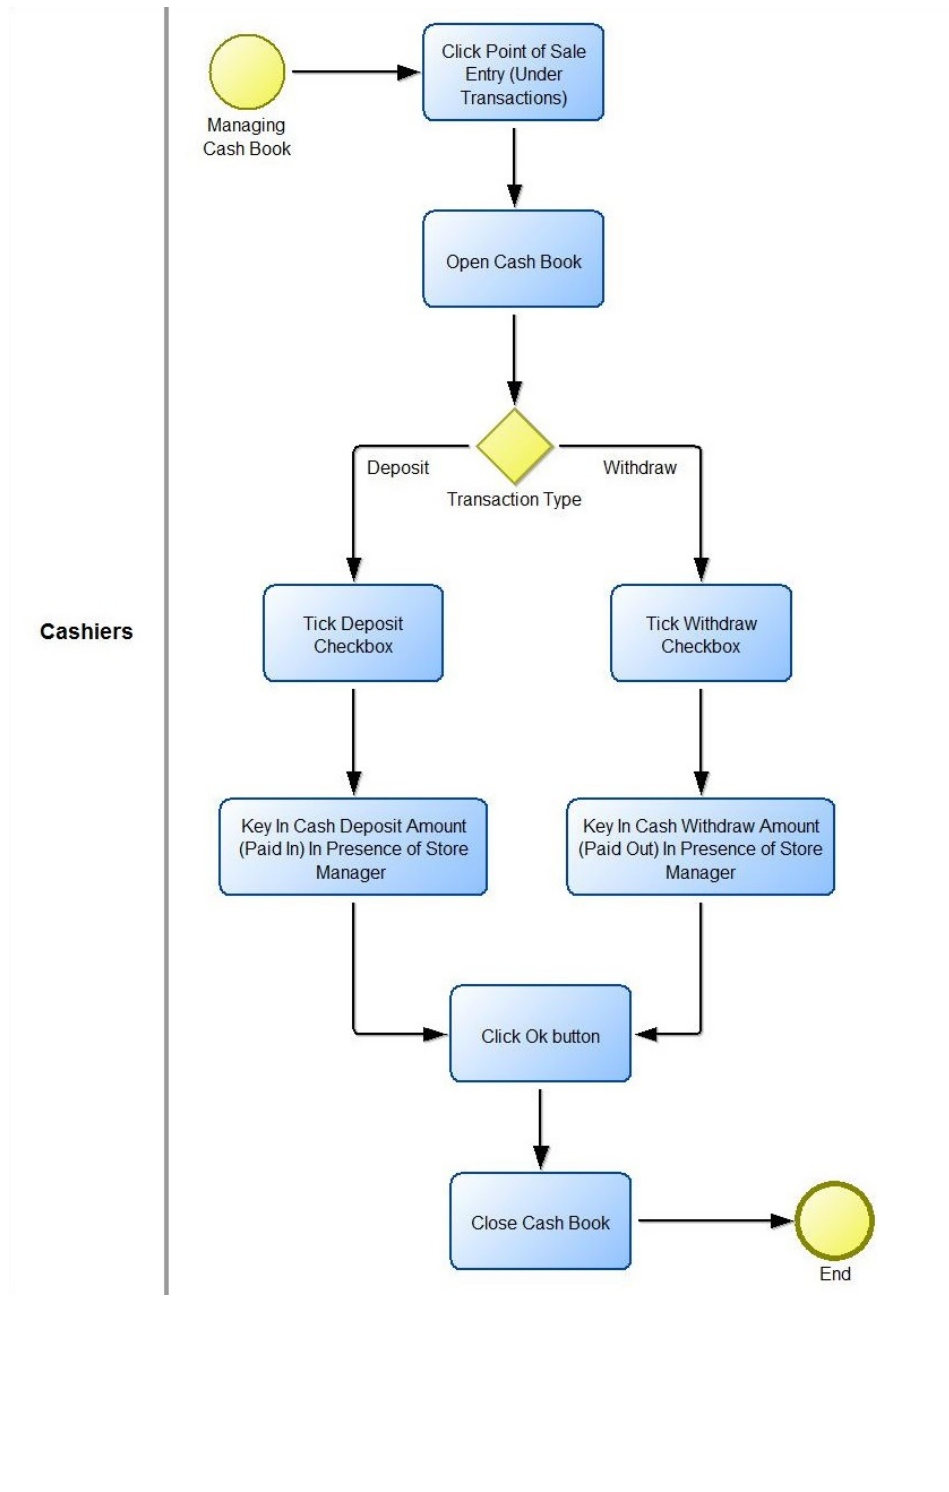 Managing
Cash Book
Click Point of Sale
Entry (Under
Transactions)
Open Cash Book
Deposit
Withdraw
Transaction Type
Cashiers
Tick Deposit
Checkbox
Tick Withdraw
Checkbox
Key In Cash Deposit Amount
(Paid In) In Presence of Store
Manager
Key In Cash Withdraw Amount
(Paid Out) In Presence of Store
Manager
Click Ok button
Close Cash Book
End